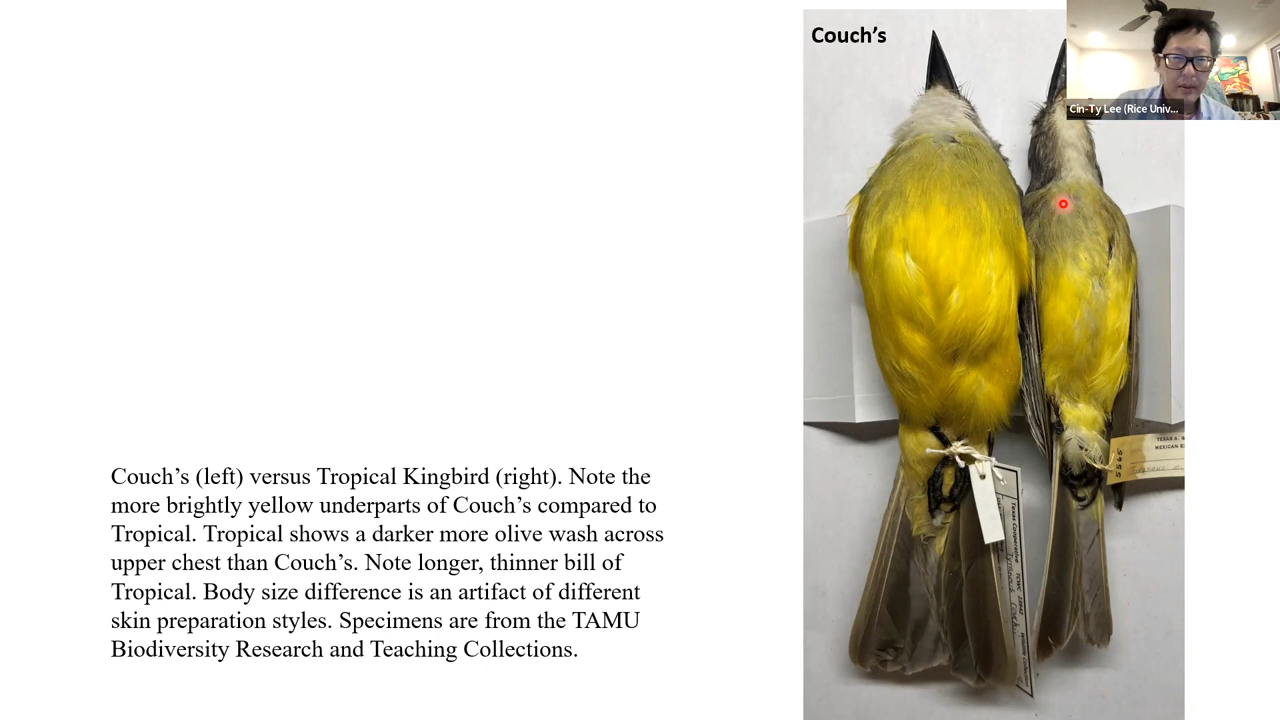 Couch’s
Cin-Ty Lee (Rice Univ...
Couch’s (left) versus Tropical Kingbird (right). Note the
more brightly yellow underparts of Couch’s compared to
Tropical. Tropical shows a darker more olive wash across
upper chest than Couch’s. Note longer, thinner bill of
Tropical. Body size difference is an artifact of different
skin preparation styles. Specimens are from the TAMU
Biodiversity Research and Teaching Collections.
TEXAS A.
MEXICAN
Texas Cooperative